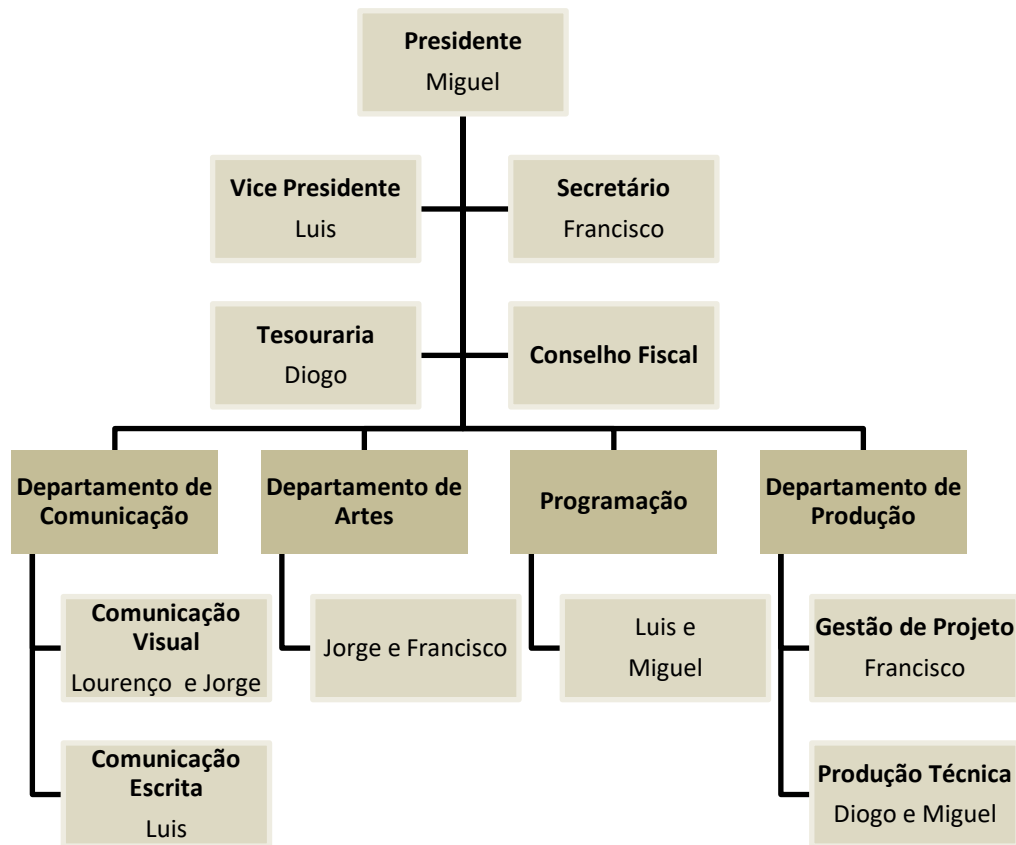 Presidente
Miguel
Vice Presidente
Luis
Secretário
Francisco
Tesouraria
Diogo
Conselho Fiscal
Departamento de
Comunicação
Departamento de
Artes
Programação
Departamento de
Produção
Comunicação
Visual
Lourenço e Jorge
Jorge e Francisco
Luis e
Miguel
Gestão de Projeto
Francisco
Comunicação
Escrita
Luis
Produção Técnica
Diogo e Miguel